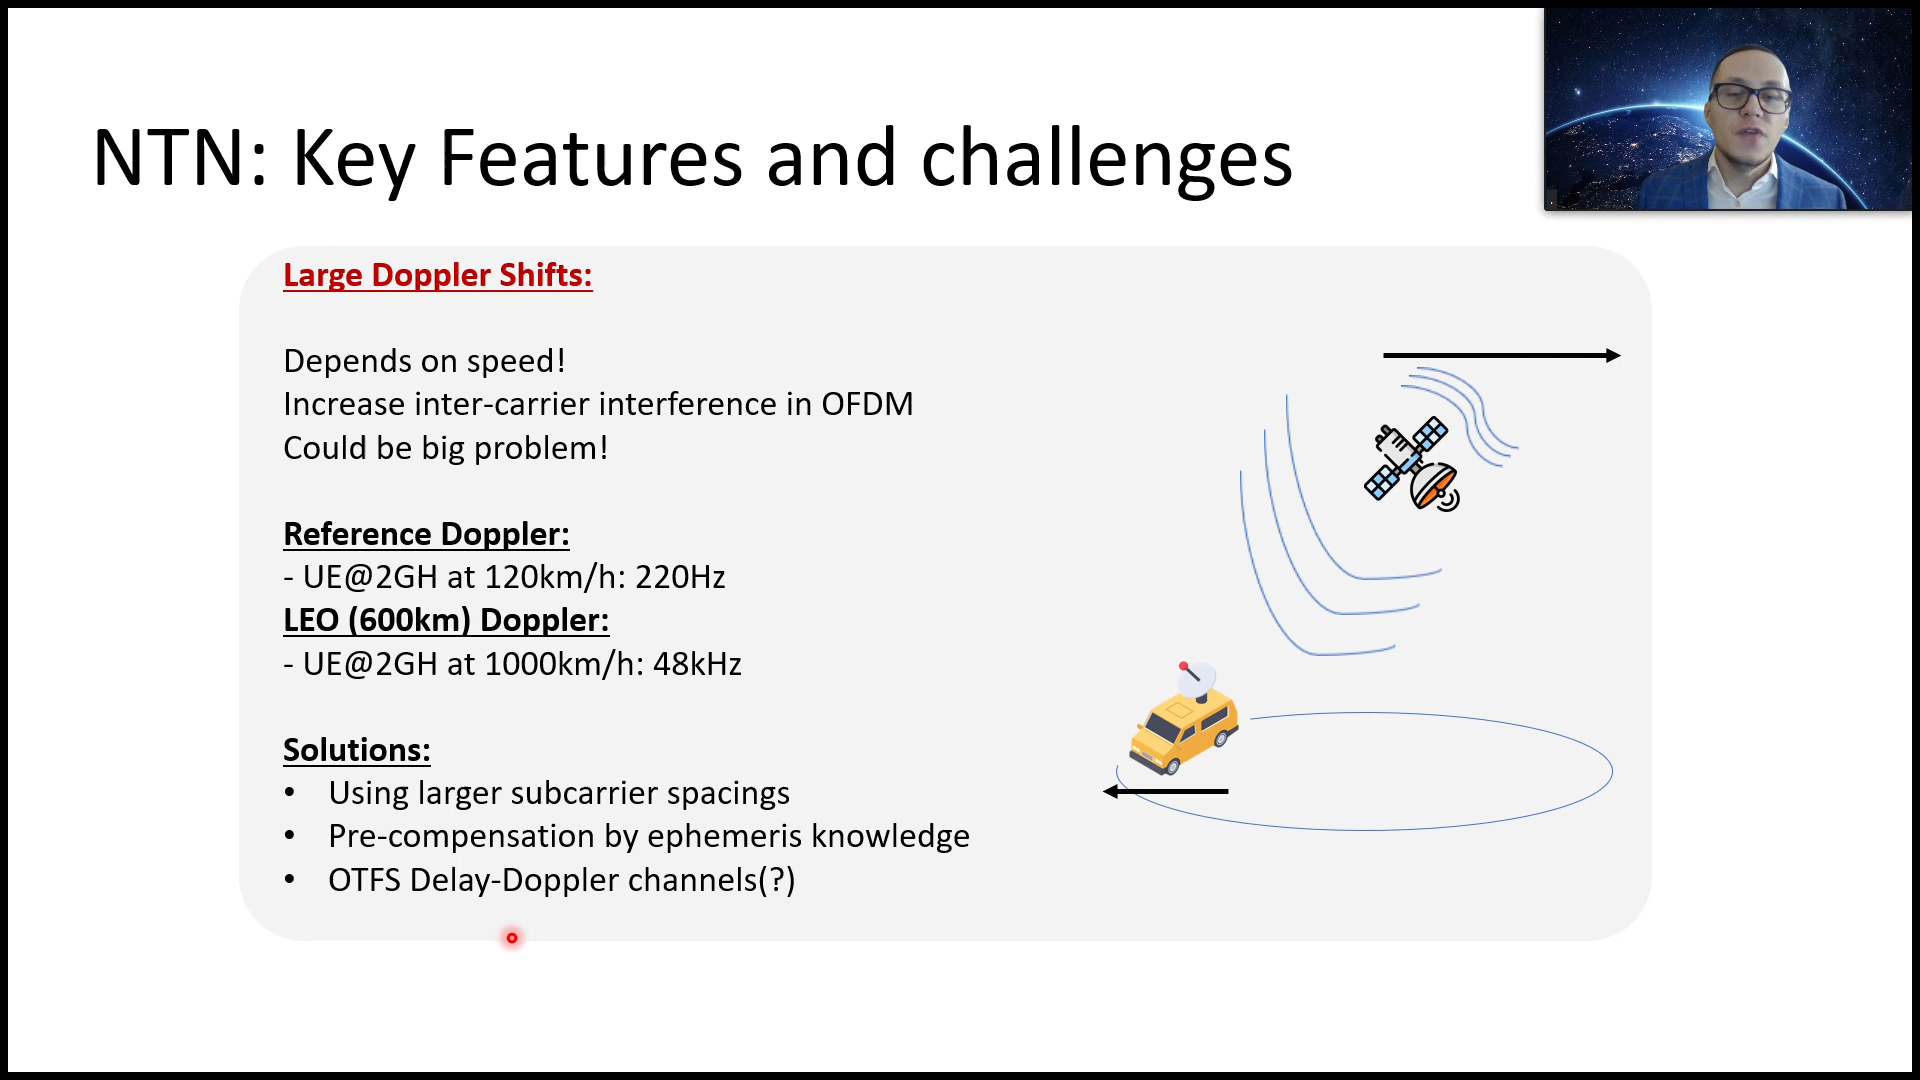 NTN: Key Features and challenges
Large Doppler Shifts:
Depends on speed!
Increase inter-carrier interference in OFDM
Could be big problem!
Reference Doppler:
- UE@2GH at 120km/h: 220Hz
LEO (600km) Doppler:
- UE@2GH at 1000km/h: 48kHz
Solutions:
• Using larger subcarrier spacings
• Pre-compensation by ephemeris knowledge
• OTFS Delay-Doppler channels(?)